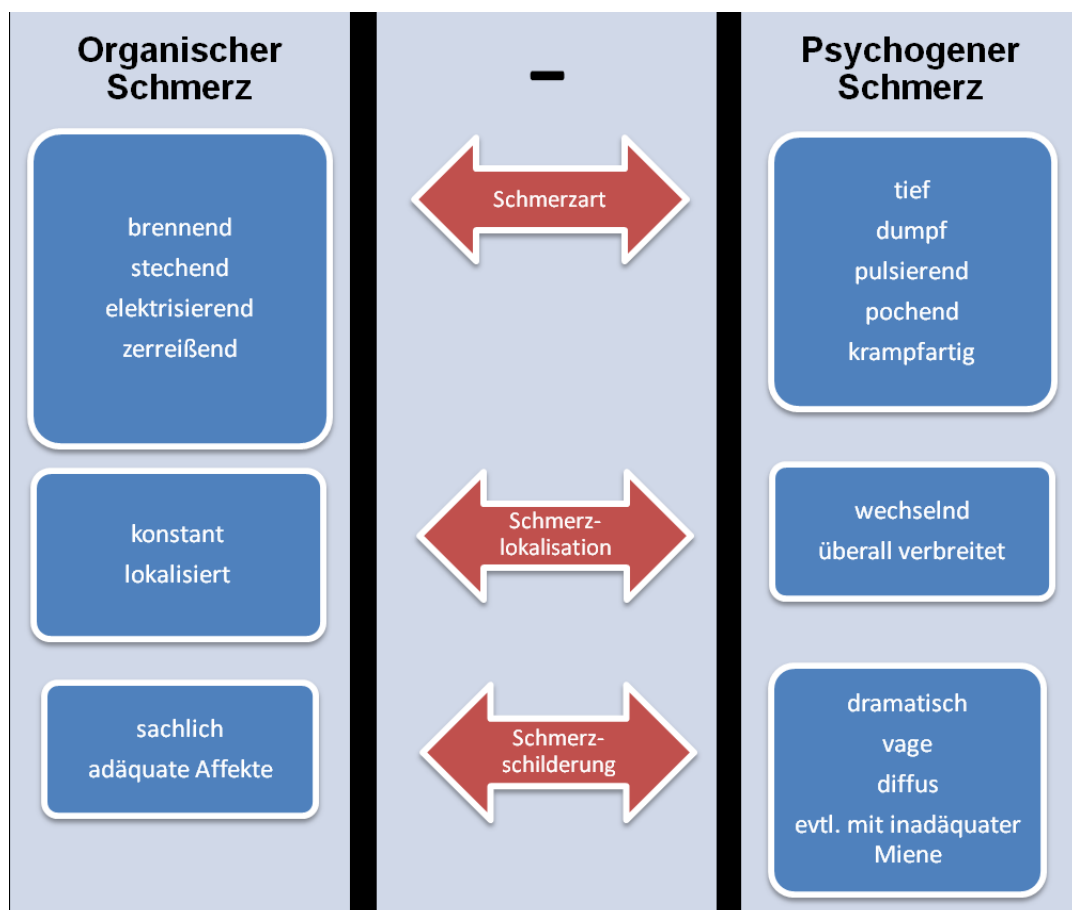 Organischer
Schmerz
–
Psychogener
Schmerz
brennend
stechend
elektrisierend
zerreißend
Schmerzart
tief
dumpf
pulsierend
pochend
krampfartig
konstant
lokalisiert
Schmerz-
lokalisation
wechselnd
überall verbreitet
sachlich
adäquate Affekte
Schmerz-
schilderung
dramatisch
vage
diffus
evtl. mit inadäquater
Miene